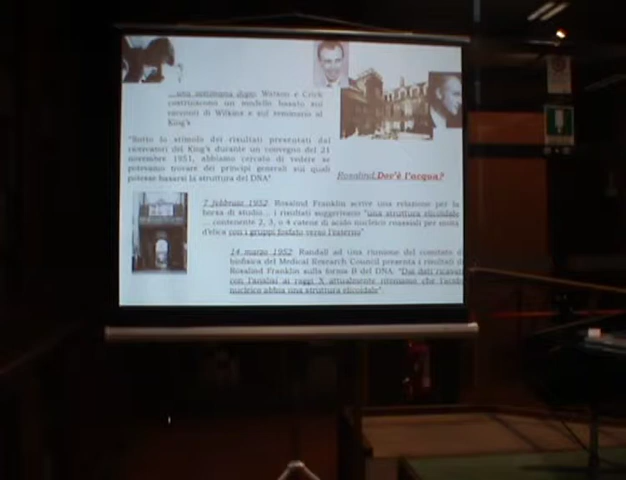 ...una settimana dopo, Watson e Crick
costruiscono un modello basato sui
racconti di Wilkins e sul seminario al
King's
"Sotto lo stimolo dei risultati presentati dai
ricercatori del King's durante un convegno del 21
novembre 1951, abbiamo cercato di vedere se
potevamo trovare dei principi generali sui quali
potesse basarsi la struttura del DNA"
Rosalind: Dov'è l'acqua?
7 febbraio 1952: Rosalind Franklin scrive una relazione per la
borsa di studio... i risultati suggeriscono "una struttura elicoidale
... contenente 2, 3, o 4 catene di acido nucleico coassiali per unità
d'elica con i gruppi fosfato verso l'esterno"
14 marzo 1952: Randall ad una riunione del comitato di
biofisica del Medical Research Council presenta i risultati di
Rosalind Franklin sulla forma B del DNA. "Dai dati ricavati
con l'analisi ai raggi X attualmente riteniamo che l'acido
nucleico abbia una struttura elicoidale"